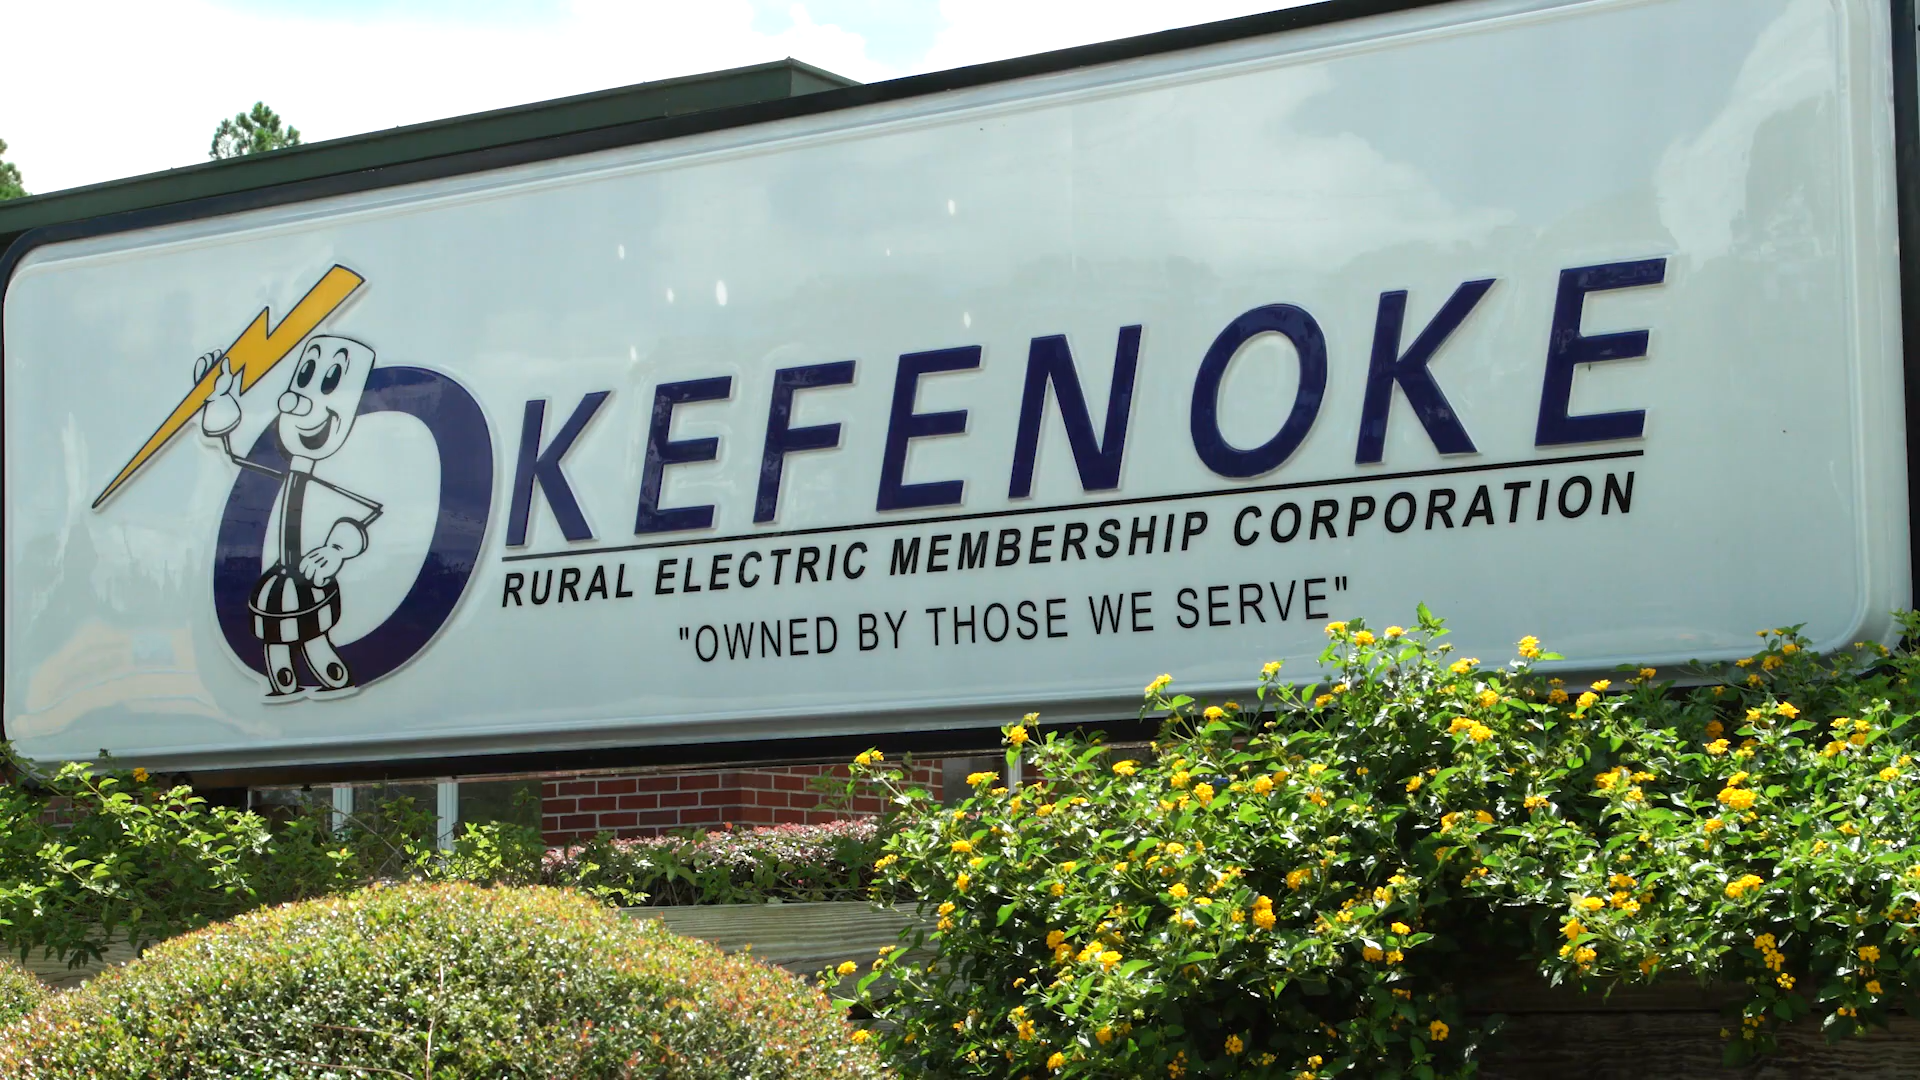 OKEFENOKE
RURAL ELECTRIC MEMBERSHIP CORPORATION
"OWNED BY THOSE WE SERVE"